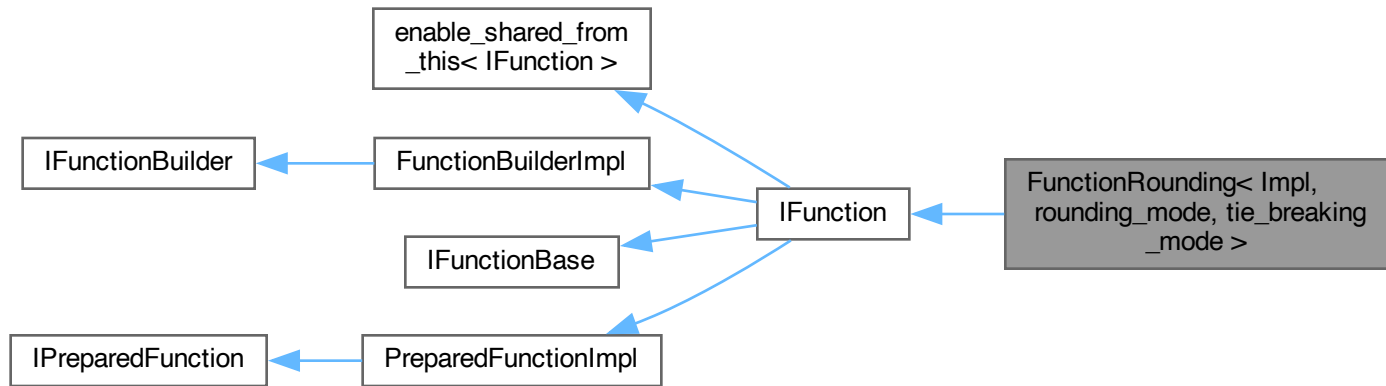 enable_shared_from
_this< IFunction >
IFunctionBuilder
FunctionBuilderImpl
FunctionRounding< Impl,
rounding_mode, tie_breaking
_mode >
IFunction
IFunctionBase
IPreparedFunction
PreparedFunctionImpl